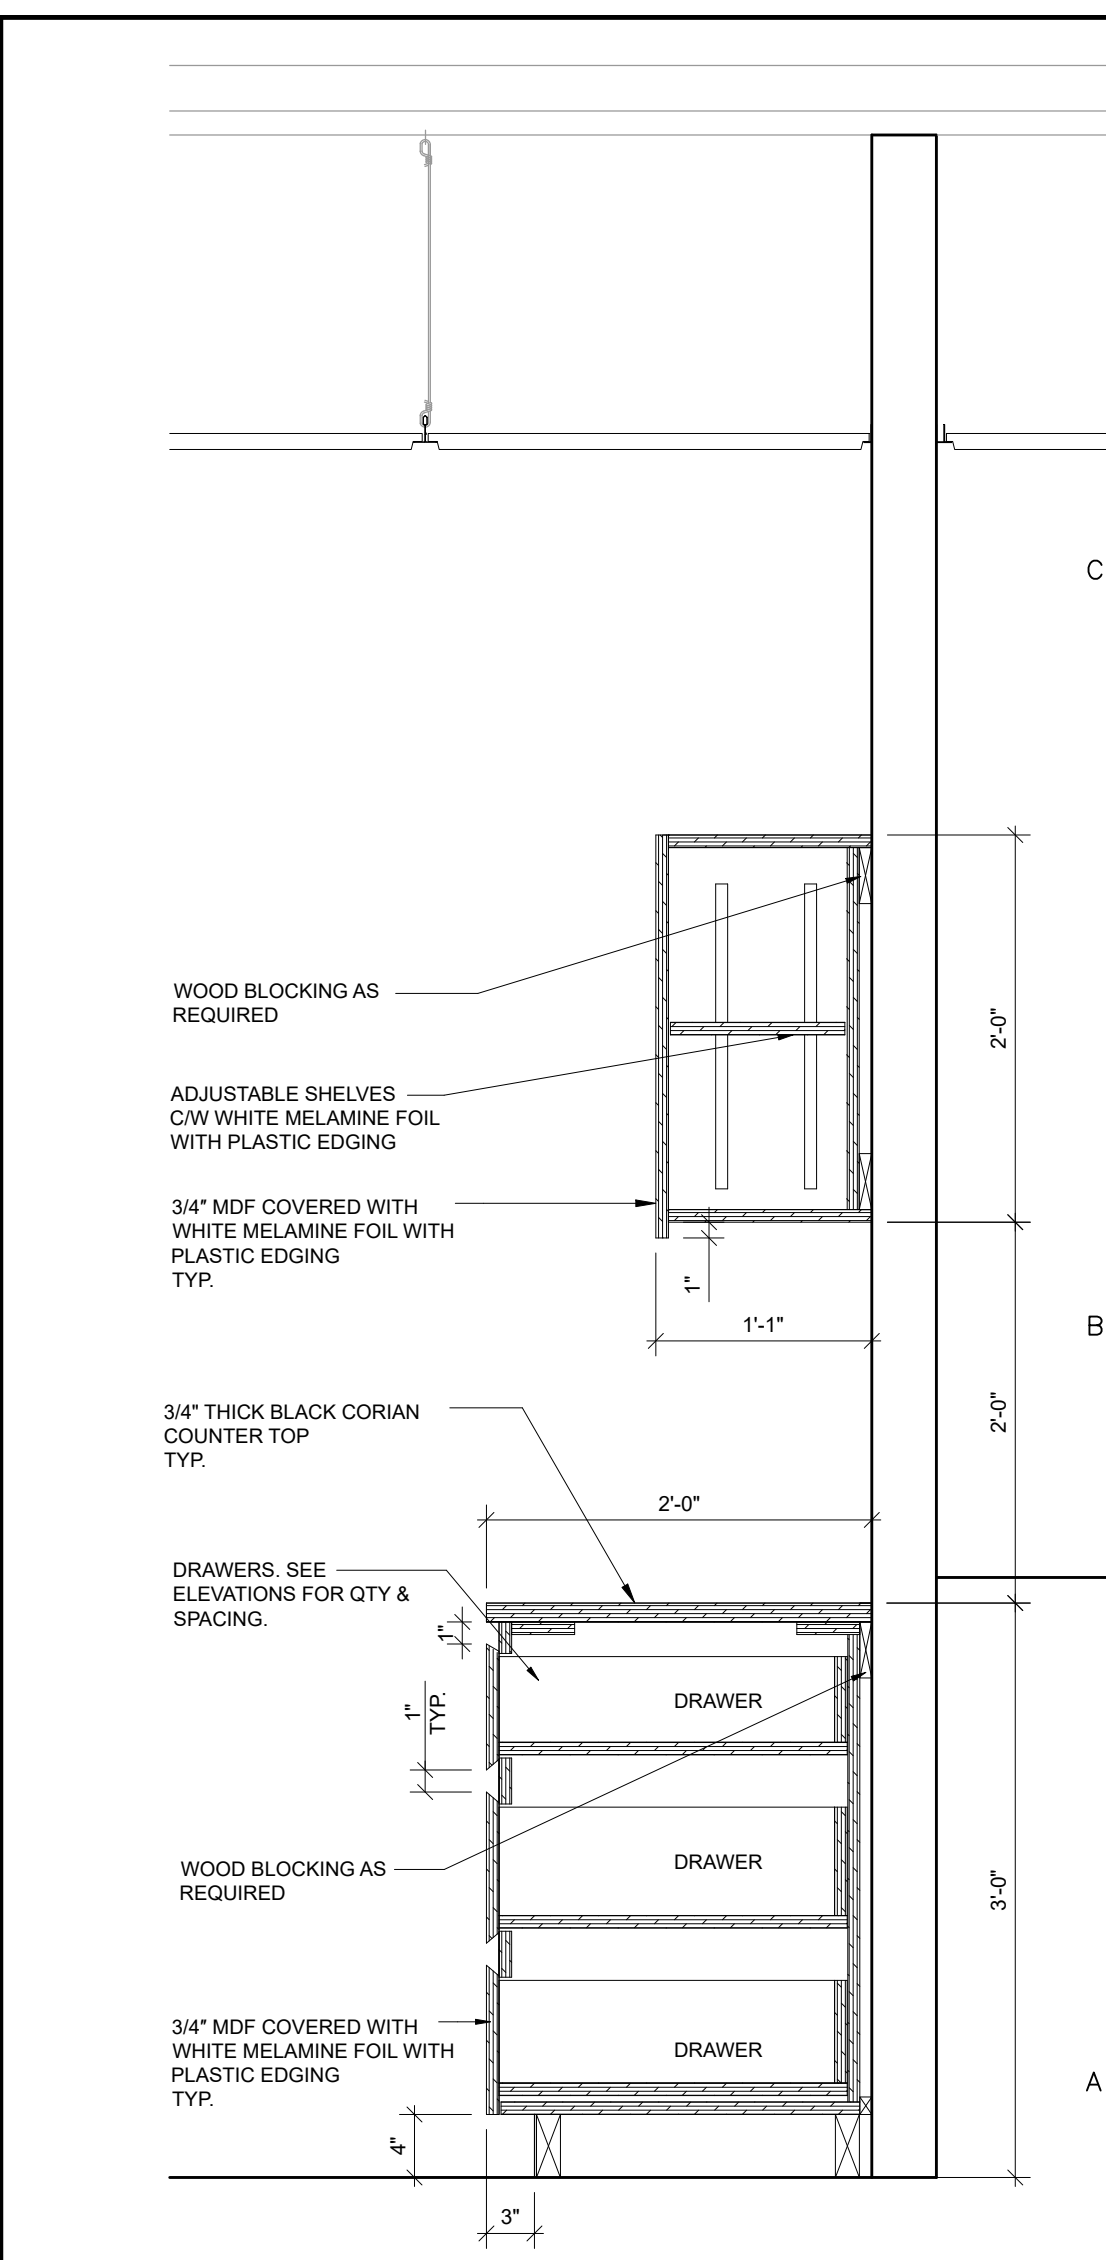 C
WOOD BLOCKING AS
REQUIRED
2'-0"
ADJUSTABLE SHELVES
C/W WHITE MELAMINE FOIL
WITH PLASTIC EDGING
3/4" MDF COVERED WITH
WHITE MELAMINE FOIL WITH
PLASTIC EDGING
TYP.
1"
1'-1"
B
3/4" THICK BLACK CORIAN
COUNTER TOP
TYP.
2'-0"
2'-0"
DRAWERS. SEE
ELEVATIONS FOR QTY &
SPACING.
1"
1"
TYP.
DRAWER
WOOD BLOCKING AS
REQUIRED
DRAWER
3'-0"
3/4" MDF COVERED WITH
WHITE MELAMINE FOIL WITH
PLASTIC EDGING
TYP.
DRAWER
A
4"
3"